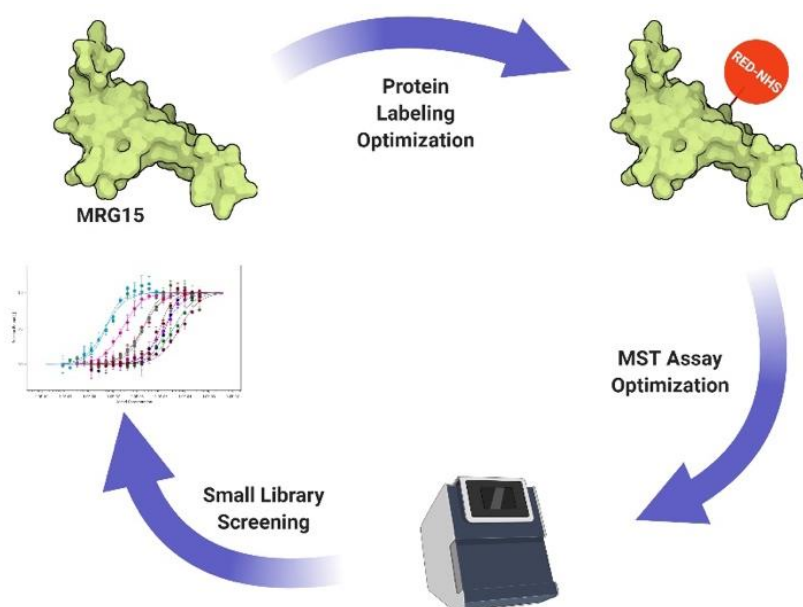 Protein
Labeling
Optimization
RED-NHS
MRG15
MST Assay
Optimization
Small Library
Screening